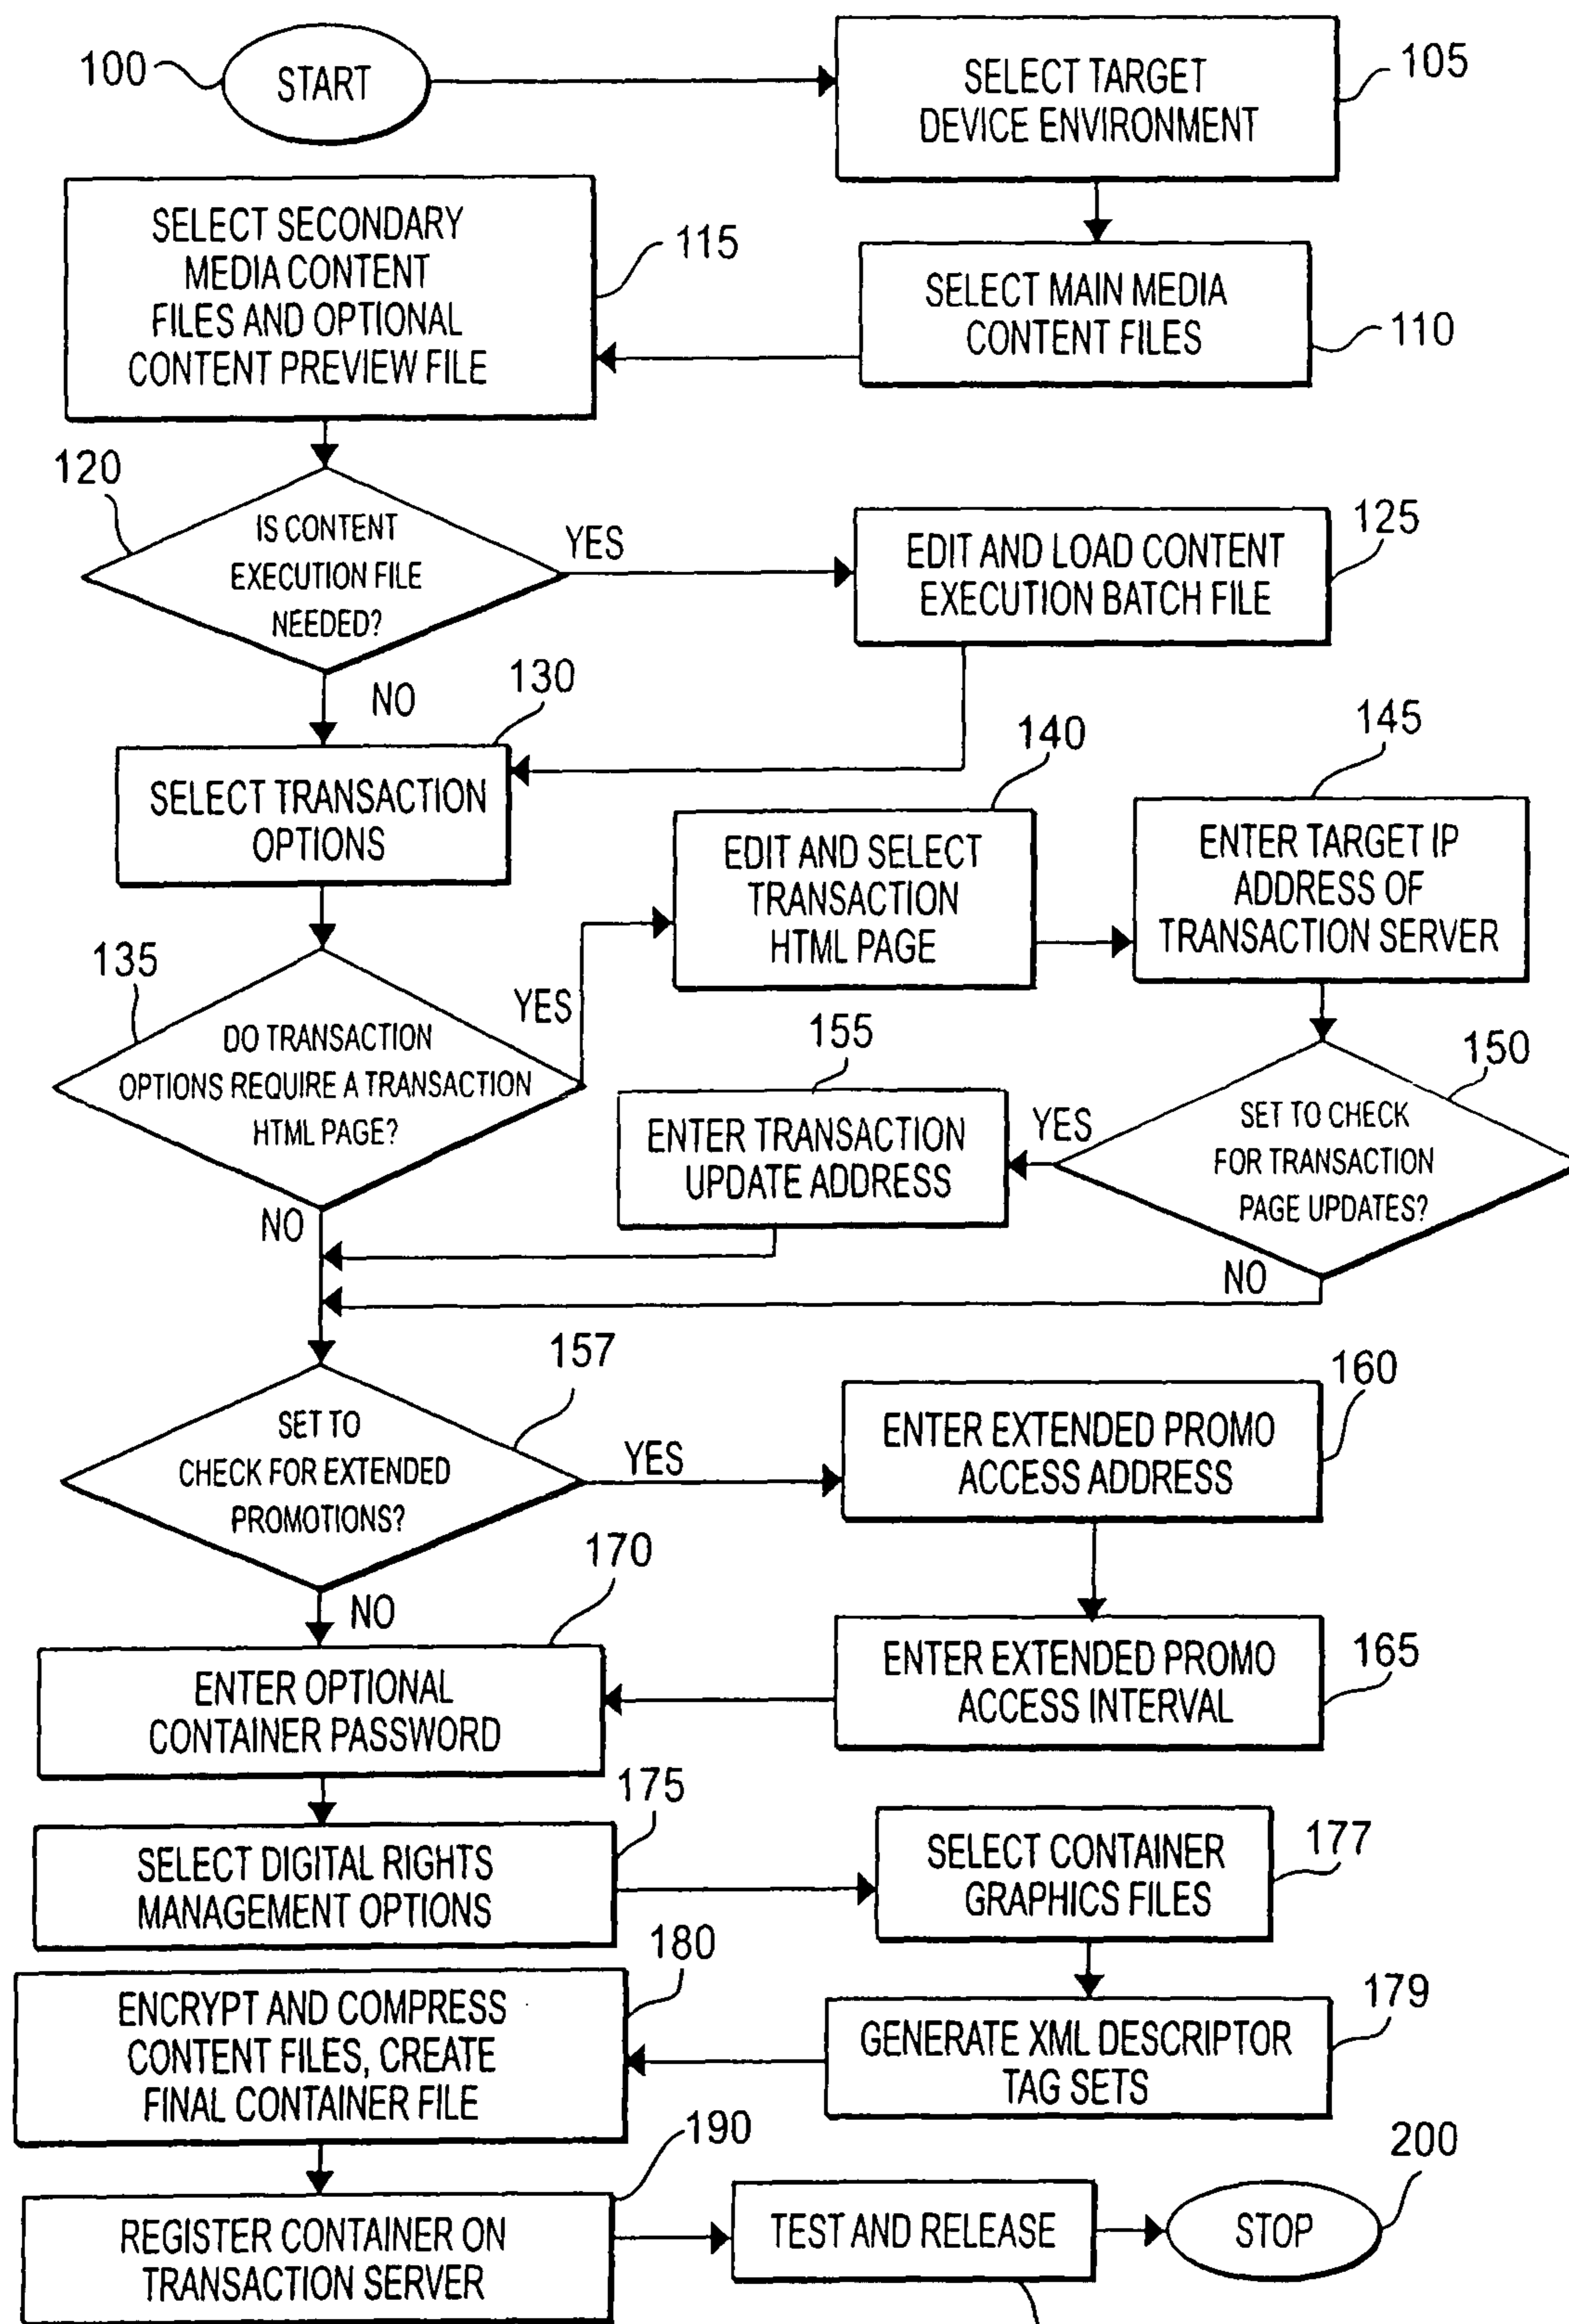 100
START
SELECT TARGET
DEVICE ENVIRONMENT
105
SELECT MAIN MEDIA
CONTENT FILES
110
SELECT SECONDARY
MEDIA CONTENT
FILES AND OPTIONAL
CONTENT PREVIEW FILE
115
120
IS CONTENT
EXECUTION FILE
NEEDED?
YES
NO
EDIT AND LOAD CONTENT
EXECUTION BATCH FILE
125
130
SELECT TRANSACTION
OPTIONS
135
DO TRANSACTION
OPTIONS REQUIRE A TRANSACTION
HTML PAGE?
YES
NO
140
EDIT AND SELECT
TRANSACTION
HTML PAGE
145
ENTER TARGET IP
ADDRESS OF
TRANSACTION SERVER
150
SET TO CHECK
FOR TRANSACTION
PAGE UPDATES?
YES
NO
155
ENTER TRANSACTION
UPDATE ADDRESS
157
SET TO
CHECK FOR EXTENDED
PROMOTIONS?
YES
NO
160
ENTER EXTENDED PROMO
ACCESS ADDRESS
165
ENTER EXTENDED PROMO
ACCESS INTERVAL
170
ENTER OPTIONAL
CONTAINER PASSWORD
175
SELECT DIGITAL RIGHTS
MANAGEMENT OPTIONS
177
SELECT CONTAINER
GRAPHICS FILES
179
GENERATE XML DESCRIPTOR
TAG SETS
180
ENCRYPT AND COMPRESS
CONTENT FILES, CREATE
FINAL CONTAINER FILE
190
REGISTER CONTAINER ON
TRANSACTION SERVER
TEST AND RELEASE
STOP
200